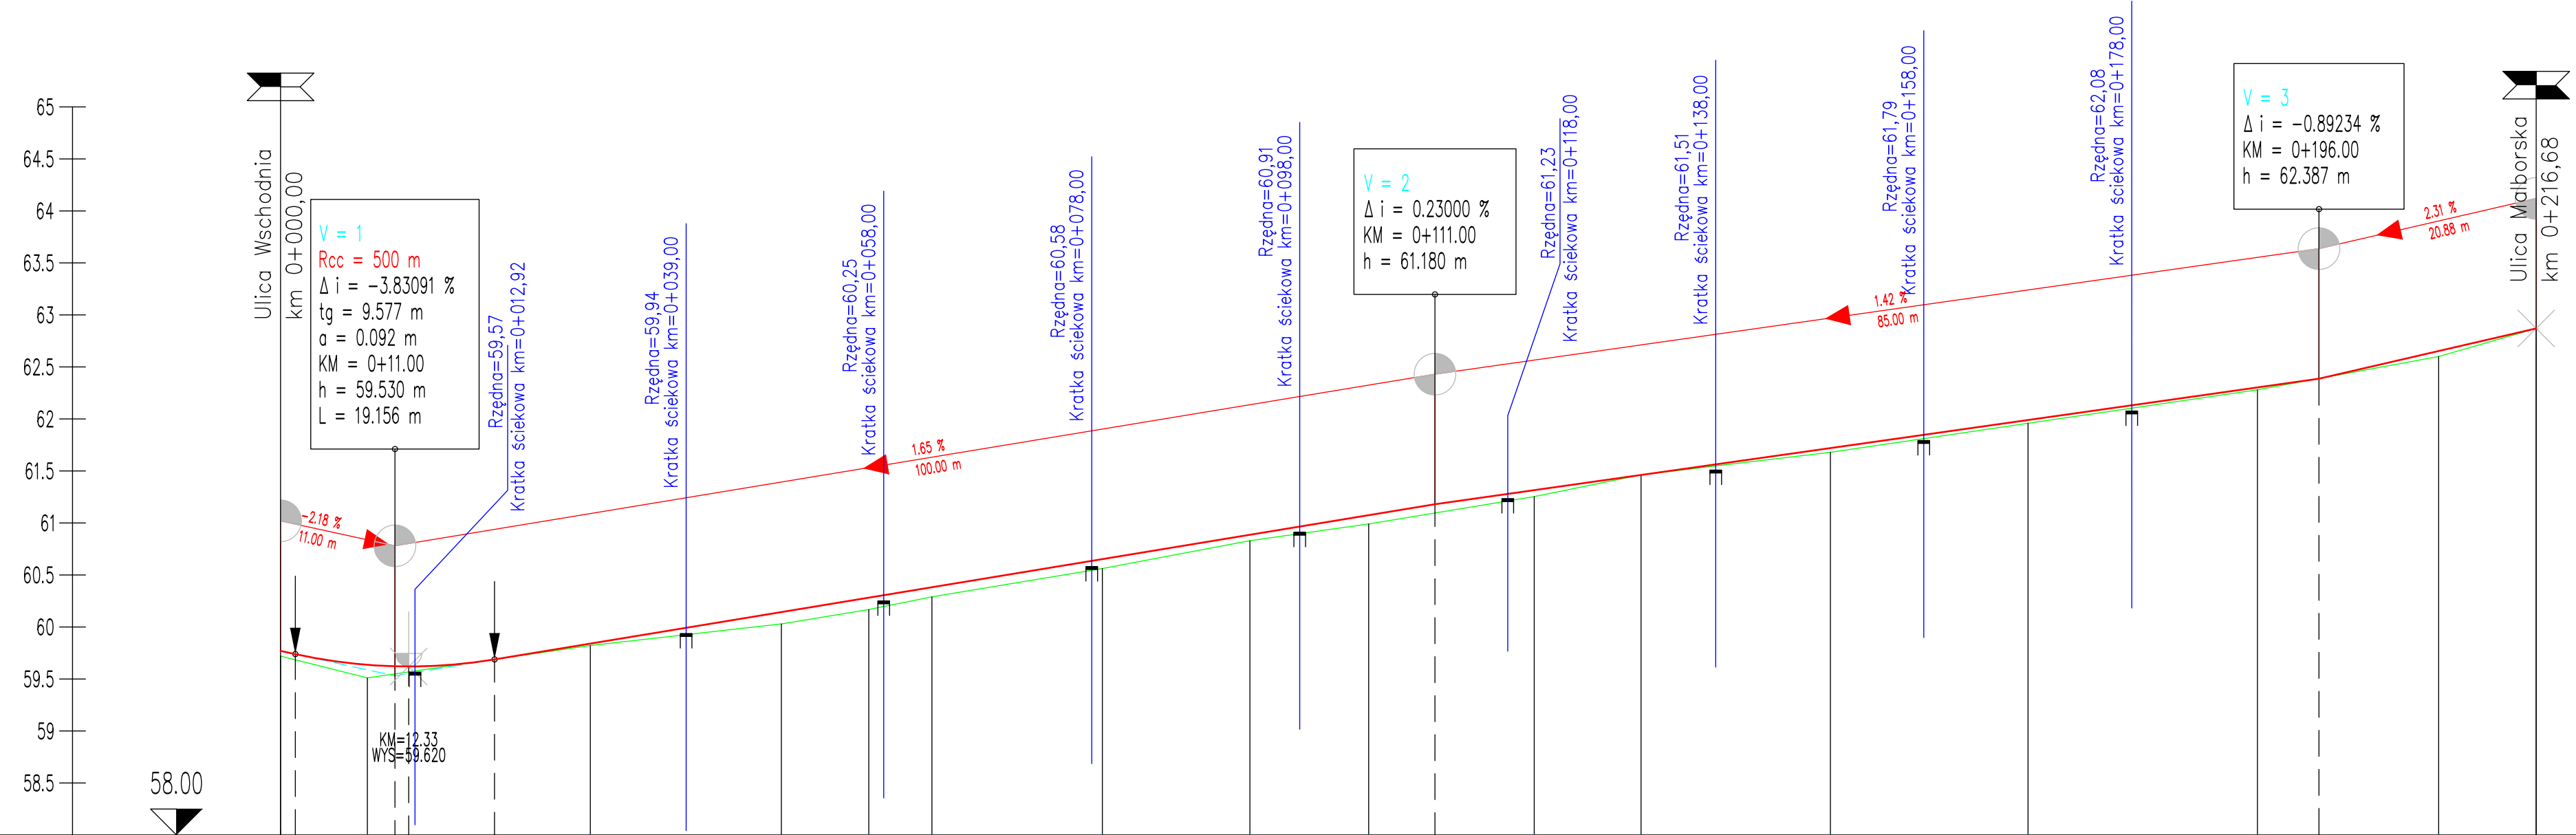 65
64.5
64
63.5
63
62.5
62
61.5
61
60.5
60
59.5
59
58.5
58.00
Ulica Wschodnia
km 0+000,00
V = 1
Rcc = 500 m
Δ i = -3.83091 %
tg = 9.577 m
a = 0.092 m
KM = 0+11.00
h = 59.530 m
L = 19.156 m
-2.18 %
11.00 m
KM=12.33
WYS=59.620
Rzędna=59,57
Kratka ściekowa km=0+012,92
Rzędna=59,94
Kratka ściekowa km=0+039,00
Rzędna=60,25
Kratka ściekowa km=0+058,00
1.65 %
100.00 m
Rzędna=60,58
Kratka ściekowa km=0+078,00
Rzędna=60,91
Kratka ściekowa km=0+098,00
V = 2
Δ i = 0.23000 %
KM = 0+111.00
h = 61.180 m
Rzędna=61,23
Kratka ściekowa km=0+118,00
Rzędna=61,51
Kratka ściekowa km=0+138,00
1.42 %
85.00 m
Rzędna=61,79
Kratka ściekowa km=0+158,00
Rzędna=62,08
Kratka ściekowa km=0+178,00
V = 3
Δ i = -0.89234 %
KM = 0+196.00
h = 62.387 m
2.31 %
20.88 m
Ulica Malborska
km 0+216,68